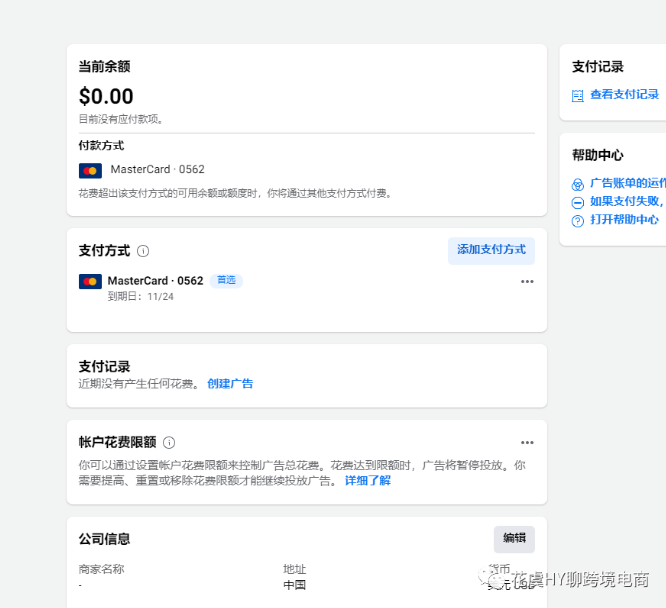 当前余额
$0.00
目前没有应付款项。
付款方式
MasterCard · 0562
花费超出该支付方式的可用余额或额度时，你将通过其他支付方式付费。
支付方式
添加支付方式
MasterCard · 0562 首选
到期日：11/24
支付记录
近期没有产生任何花费。 创建广告
帐户花费限额
你可以通过设置帐户花费限额来控制广告总花费。花费达到限额时，广告将暂停投放。你
需要提高、重置或移除花费限额才能继续投放广告。 详细了解
公司信息
编辑
商家名称
-
地址
中国
货币
美元 USD
支付记录
查看支付记录
帮助中心
广告账单的运作
如果支付失败，
打开帮助中心
花虎HY聊跨境电商